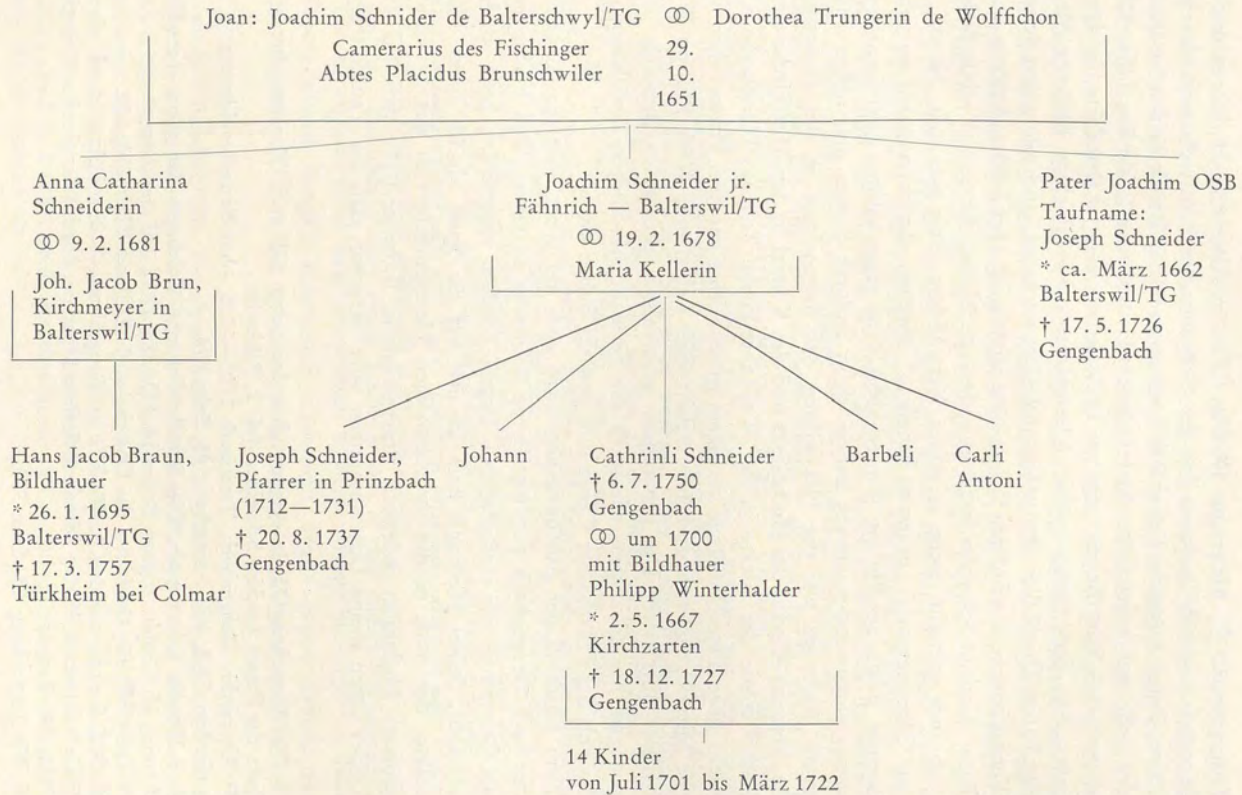 Joan: Joachim Schnider de Balterschwyl/TG ⚭ Dorothea Trungerin de Wolffichon
Camerarius des Fischinger 29.
Abtes Placidus Brunschwiler 10.
1651
Anna Catharina
Schneiderin
⚭ 9. 2. 1681
Joh. Jacob Brun,
Kirchmeyer in
Balterswil/TG
Joachim Schneider jr.
Fähnrich — Balterswil/TG
⚭ 19. 2. 1678
Maria Kellerin
Pater Joachim OSB
Taufname:
Joseph Schneider
* ca. März 1662
Balterswil/TG
† 17. 5. 1726
Gengenbach
Hans Jacob Braun,
Bildhauer
* 26. 1. 1695
Balterswil/TG
† 17. 3. 1757
Türkheim bei Colmar
Joseph Schneider,
Pfarrer in Prinzbach
(1712—1731)
† 20. 8. 1737
Gengenbach
Johann
Cathrinli Schneider
† 6. 7. 1750
Gengenbach
⚭ um 1700
mit Bildhauer
Philipp Winterhalder
* 2. 5. 1667
Kirchzarten
† 18. 12. 1727
Gengenbach
Barbeli
Carli
Antoni
14 Kinder
von Juli 1701 bis März 1722